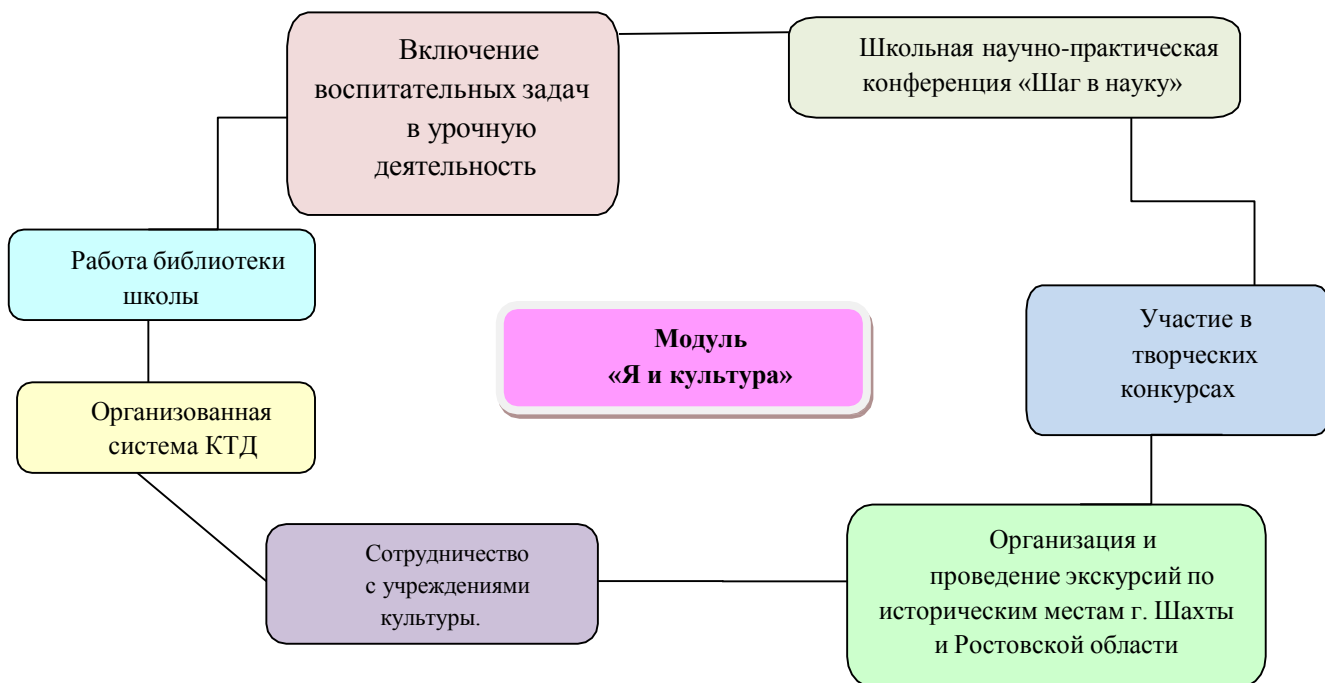 Включение
воспитательных задач
в урочную
деятельность
Школьная научно-практическая
конференция «Шаг в науку»
Работа библиотеки
школы
Модуль
«Я и культура»
Участие в
творческих
конкурсах
Организованная
система КТД
Сотрудничество
с учреждениями
культуры.
Организация и
проведение экскурсий по
историческим местам г. Шахты
и Ростовской области